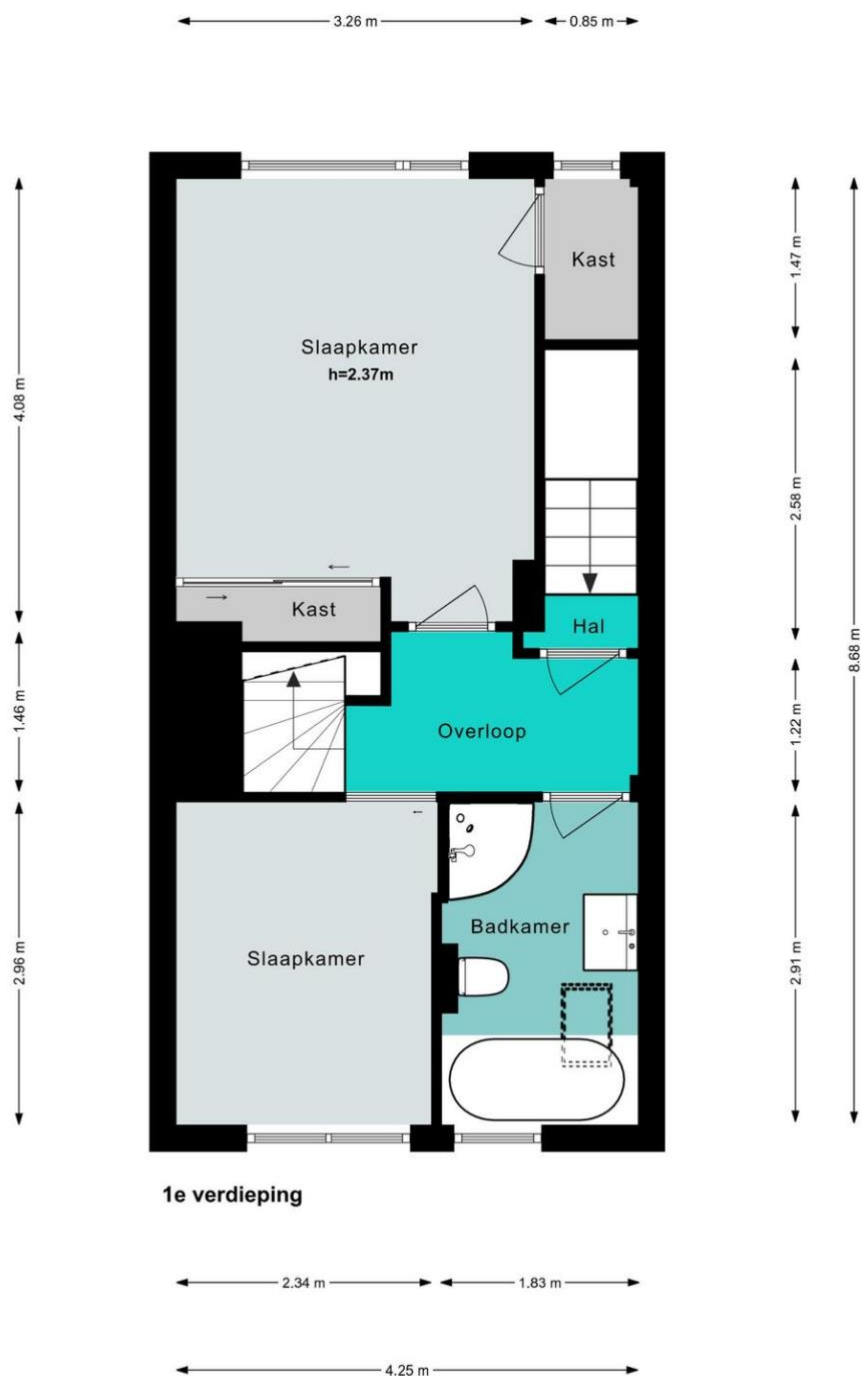 3.26 m
0.85 m
4.08 m
1.46 m
2.96 m
1.47 m
2.58 m
1.22 m
2.91 m
8.68 m
Kast
Slaapkamer
h=2.37m
Kast
Hal
Overloop
Badkamer
Slaapkamer
1e verdieping
2.34 m
1.83 m
4.25 m